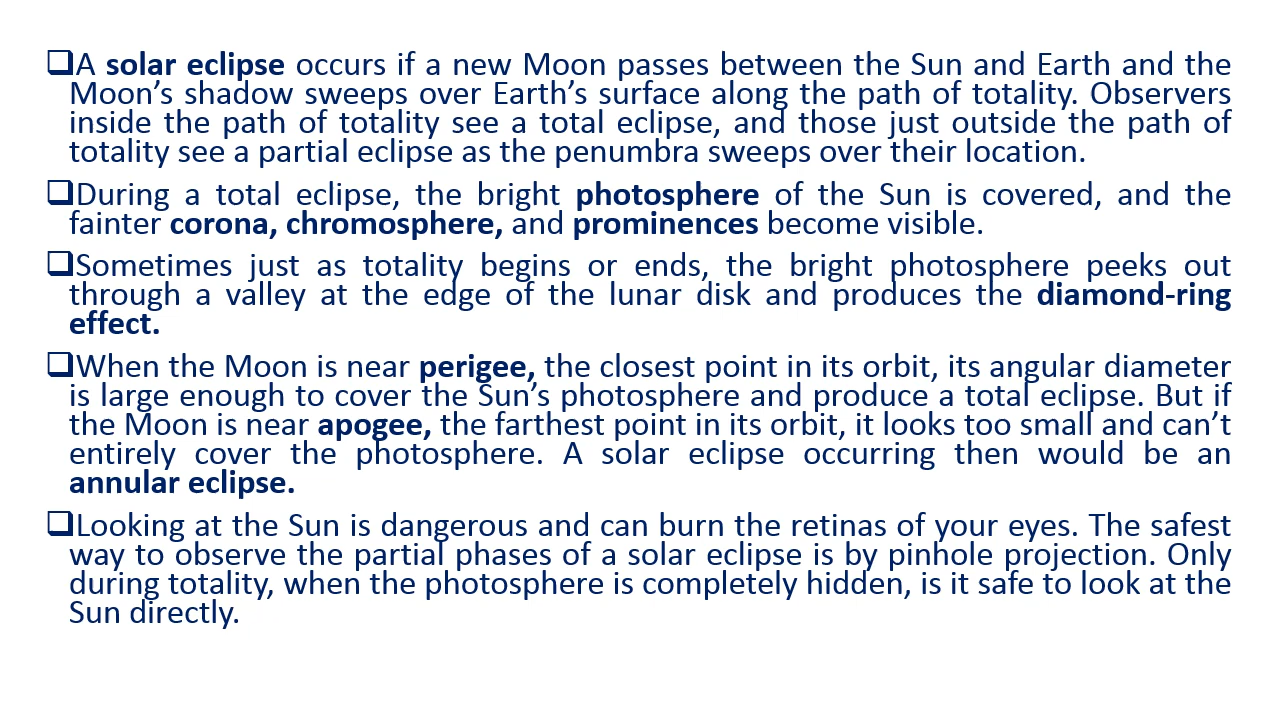 ❑A solar eclipse occurs if a new Moon passes between the Sun and Earth and the
Moon’s shadow sweeps over Earth’s surface along the path of totality. Observers
inside the path of totality see a total eclipse, and those just outside the path of
totality see a partial eclipse as the penumbra sweeps over their location.
❑During a total eclipse, the bright photosphere of the Sun is covered, and the
fainter corona, chromosphere, and prominences become visible.
❑Sometimes just as totality begins or ends, the bright photosphere peeks out
through a valley at the edge of the lunar disk and produces the diamond-ring
effect.
❑When the Moon is near perigee, the closest point in its orbit, its angular diameter
is large enough to cover the Sun’s photosphere and produce a total eclipse. But if
the Moon is near apogee, the farthest point in its orbit, it looks too small and can’t
entirely cover the photosphere. A solar eclipse occurring then would be an
annular eclipse.
❑Looking at the Sun is dangerous and can burn the retinas of your eyes. The safest
way to observe the partial phases of a solar eclipse is by pinhole projection. Only
during totality, when the photosphere is completely hidden, is it safe to look at the
Sun directly.